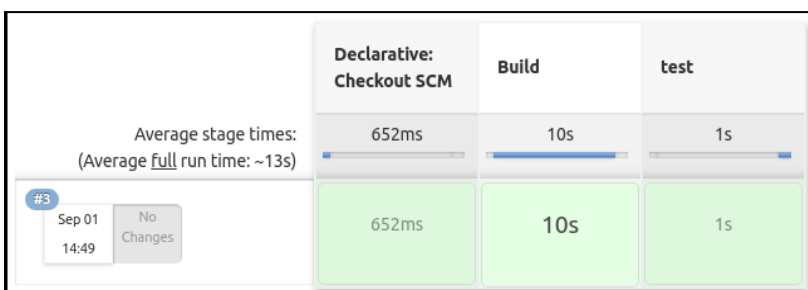 Declarative:
Checkout SCM
Build
test
Average stage times:
(Average full run time: ~13s)
652ms
10s
1s
#3
Sep 01
14:49
No
Changes
652ms
10s
1s